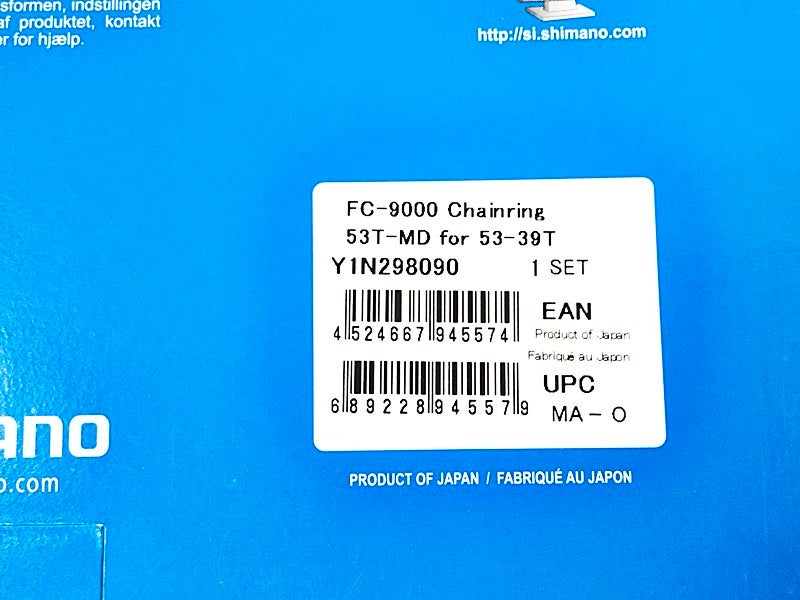 indstillingen
af produktet, kontakt
for hjælp.
http://si.shimano.com
FC-9000 Chainring
53T-MD for 53-39T
Y1N298090 1 SET
4 524667 945574
EAN
Product of Japan
Fabriqué au Japon
6 89228 94557 9
UPC
MA-O
ANO
o.com
PRODUCT OF JAPAN / FABRIQUÉ AU JAPON